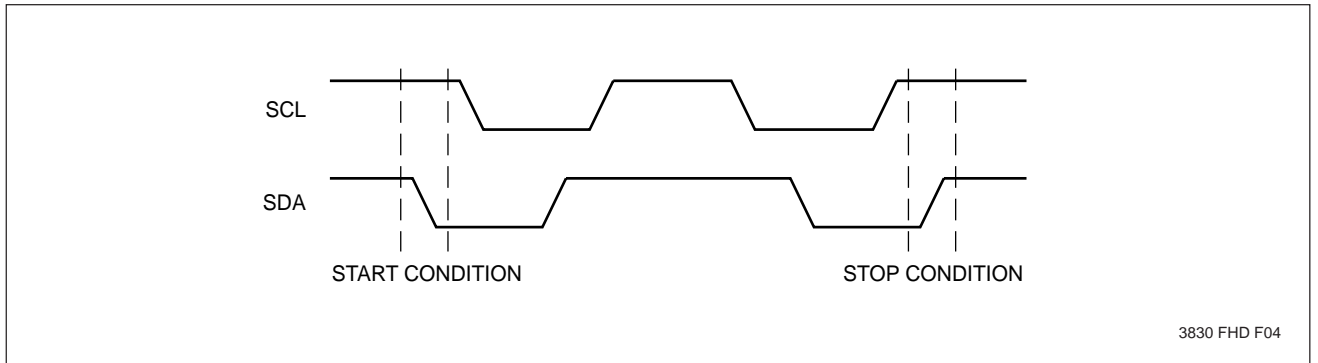 SCL
SDA
START CONDITION
STOP CONDITION
3830 FHD F04